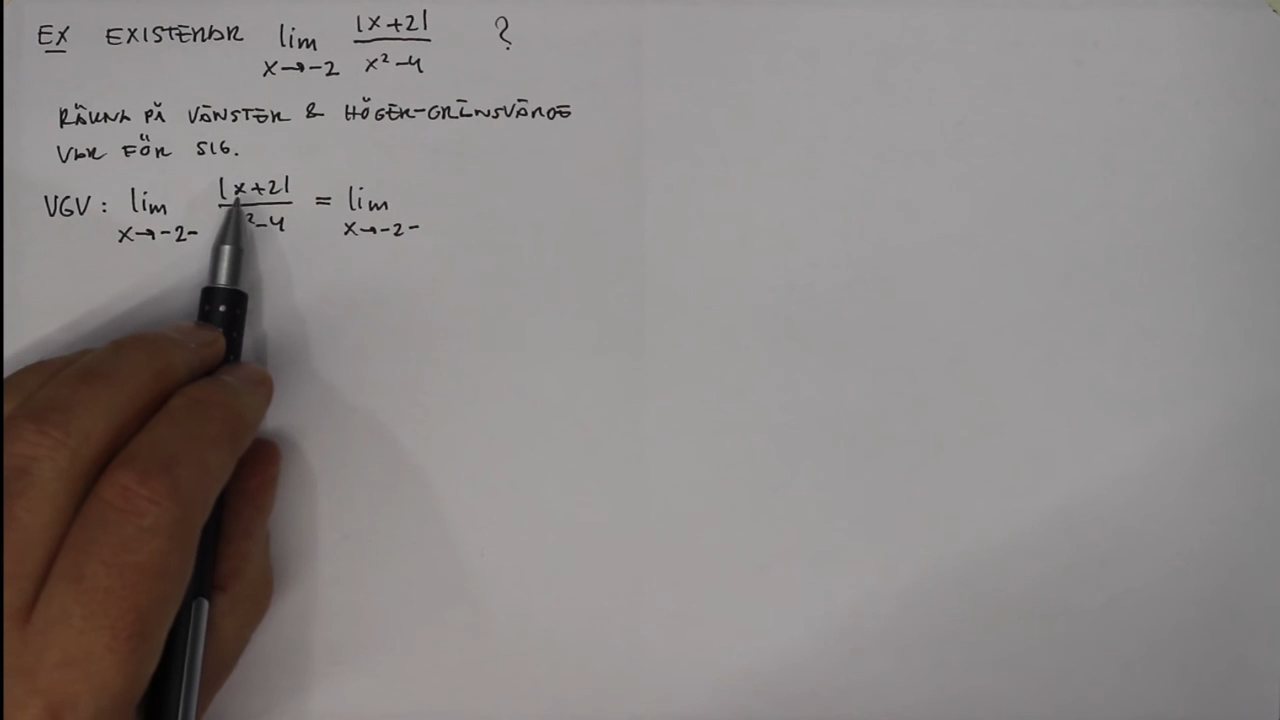 EX EXISTERAR lim x→-2 |x+2| / x²-4 ?
RÄKNA PÅ VÄNSTER & HÖGER-GRÄNSVÄRDE
VAR FÖR SIG.
VGV: lim x→-2- |x+2| / ²-4 = lim x→-2-